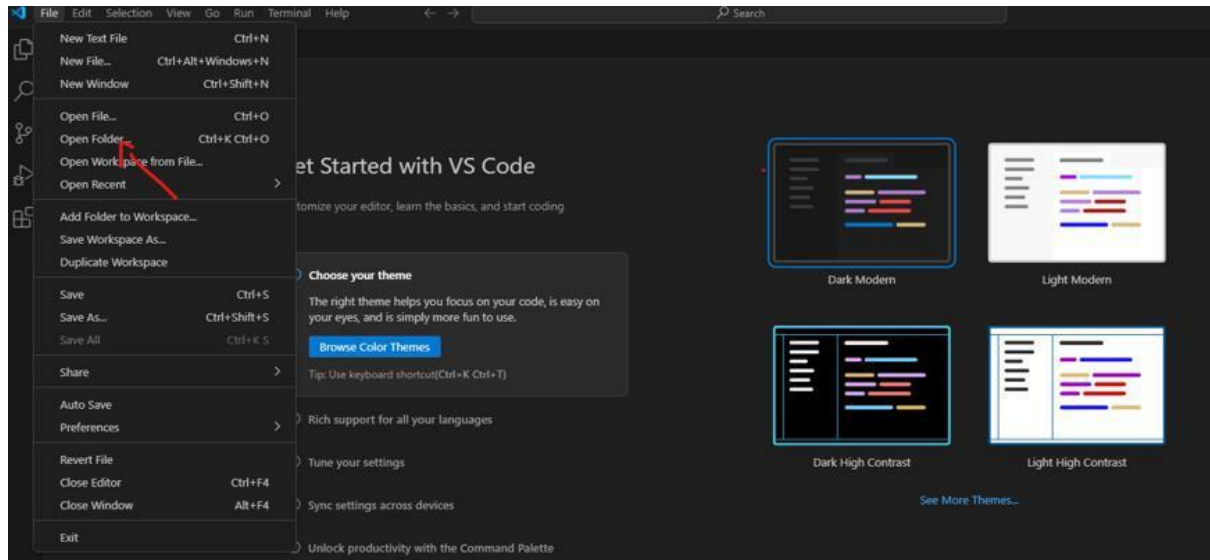 File Edit Selection View Go Run Terminal Help
Search
New Text File Ctrl+N
New File... Ctrl+Alt+Windows+N
New Window Ctrl+Shift+N
Open File... Ctrl+O
Open Folder... Ctrl+K Ctrl+O
Open Workspace from File...
Open Recent
Add Folder to Workspace...
Save Workspace As...
Duplicate Workspace
Save Ctrl+S
Save As... Ctrl+Shift+S
Save All Ctrl+K S
Share
Auto Save
Preferences
Revert File
Close Editor Ctrl+F4
Close Window Alt+F4
Exit
et Started with VS Code
tomize your editor, learn the basics, and start coding
Choose your theme
The right theme helps you focus on your code, is easy on
your eyes, and is simply more fun to use.
Browse Color Themes
Tip: Use keyboard shortcut(Ctrl+K Ctrl+T)
Rich support for all your languages
Tune your settings
Sync settings across devices
Unlock productivity with the Command Palette
Dark Modern
Light Modern
Dark High Contrast
Light High Contrast
See More Themes...